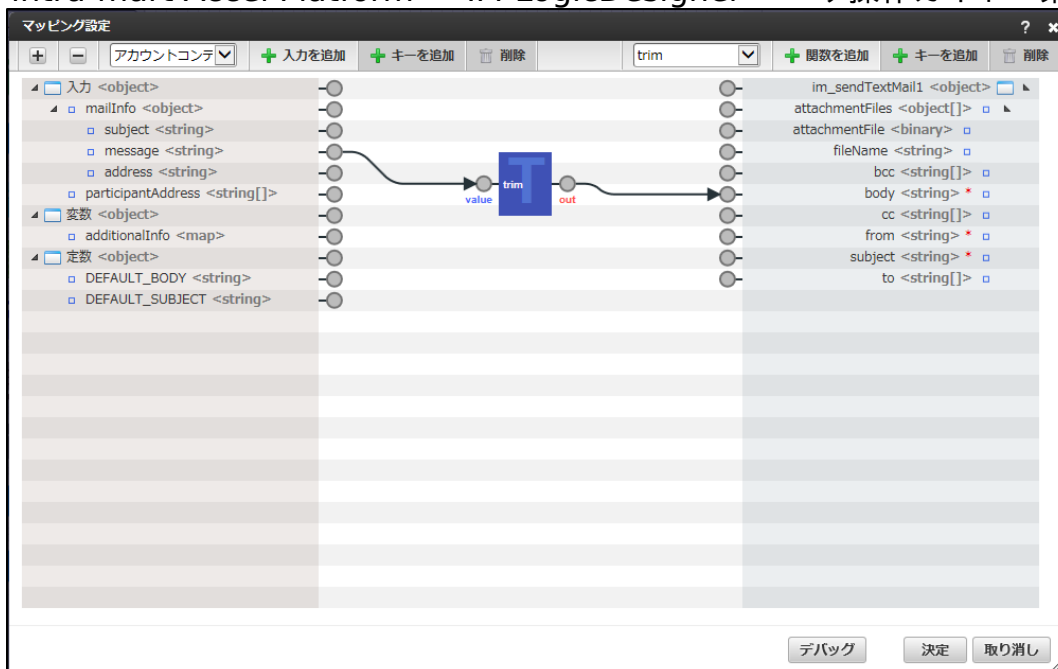 マッピング設定 ? ×
+ - アカウントコンテ 入力を追加 キーを追加 削除 trim 関数を追加 キーを追加 削除
入力 <object> im_sendTextMail1 <object>
mailInfo <object> attachmentFiles <object[]>
subject <string> attachmentFile <binary>
message <string> fileName <string>
address <string> bcc <string[]>
participantAddress <string[]> body <string> *
trim
value out
変数 <object> cc <string[]>
additionalInfo <map> from <string> *
定数 <object> subject <string> *
DEFAULT_BODY <string> to <string[]>
DEFAULT_SUBJECT <string>
デバッグ 決定 取り消し